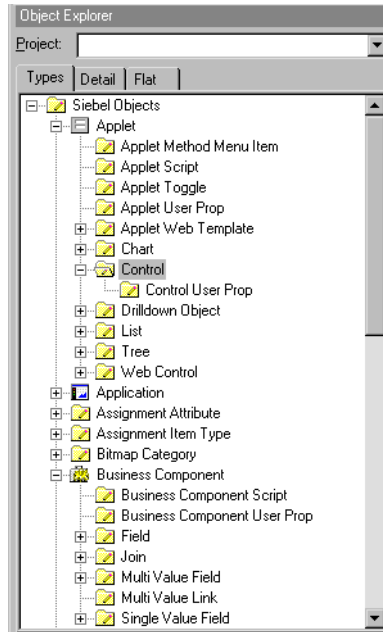 Object Explorer
Project:
Types Detail Flat
Siebel Objects
Applet
Applet Method Menu Item
Applet Script
Applet Toggle
Applet User Prop
Applet Web Template
Chart
Control
Control User Prop
Drilldown Object
List
Tree
Web Control
Application
Assignment Attribute
Assignment Item Type
Bitmap Category
Business Component
Business Component Script
Business Component User Prop
Field
Join
Multi Value Field
Multi Value Link
Single Value Field